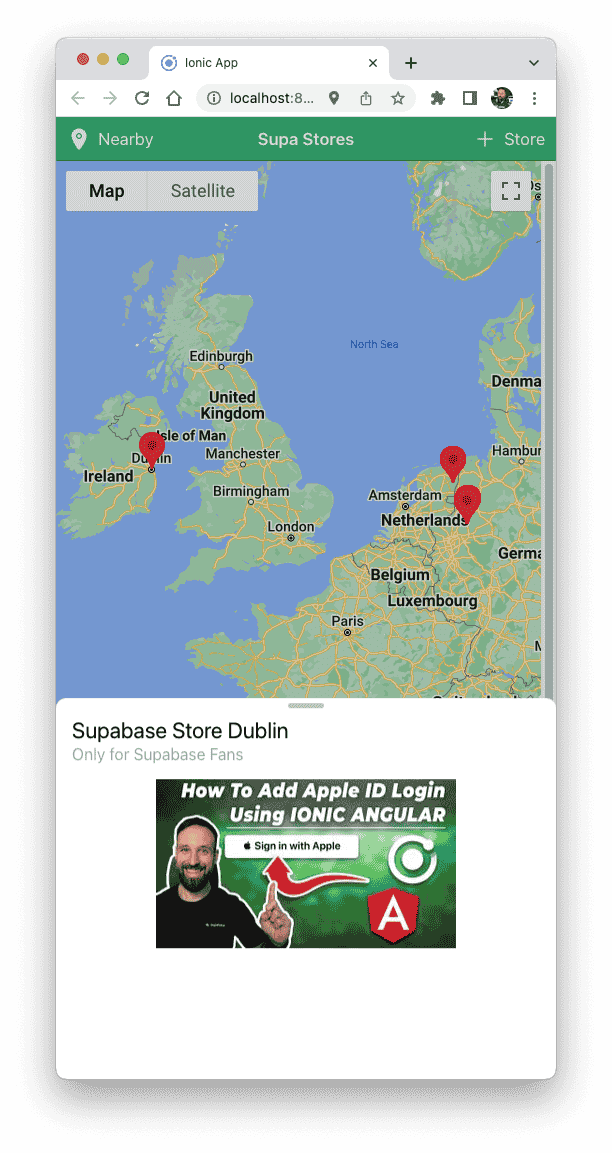 Ionic App
localhost:8...
Nearby
Supa Stores
Store
Map
Satellite
Os
North Sea
Edinburgh
Denma
United
Kingdom
Isle of Man
Hambur
Manchester
Dublin
Ireland
Birmingham
Amsterdam
Netherlands
London
Germa
Belgium
Luxembourg
Paris
Supabase Store Dublin
Only for Supabase Fans
How To Add Apple ID Login
Using IONIC ANGULAR
Sign in with Apple
A